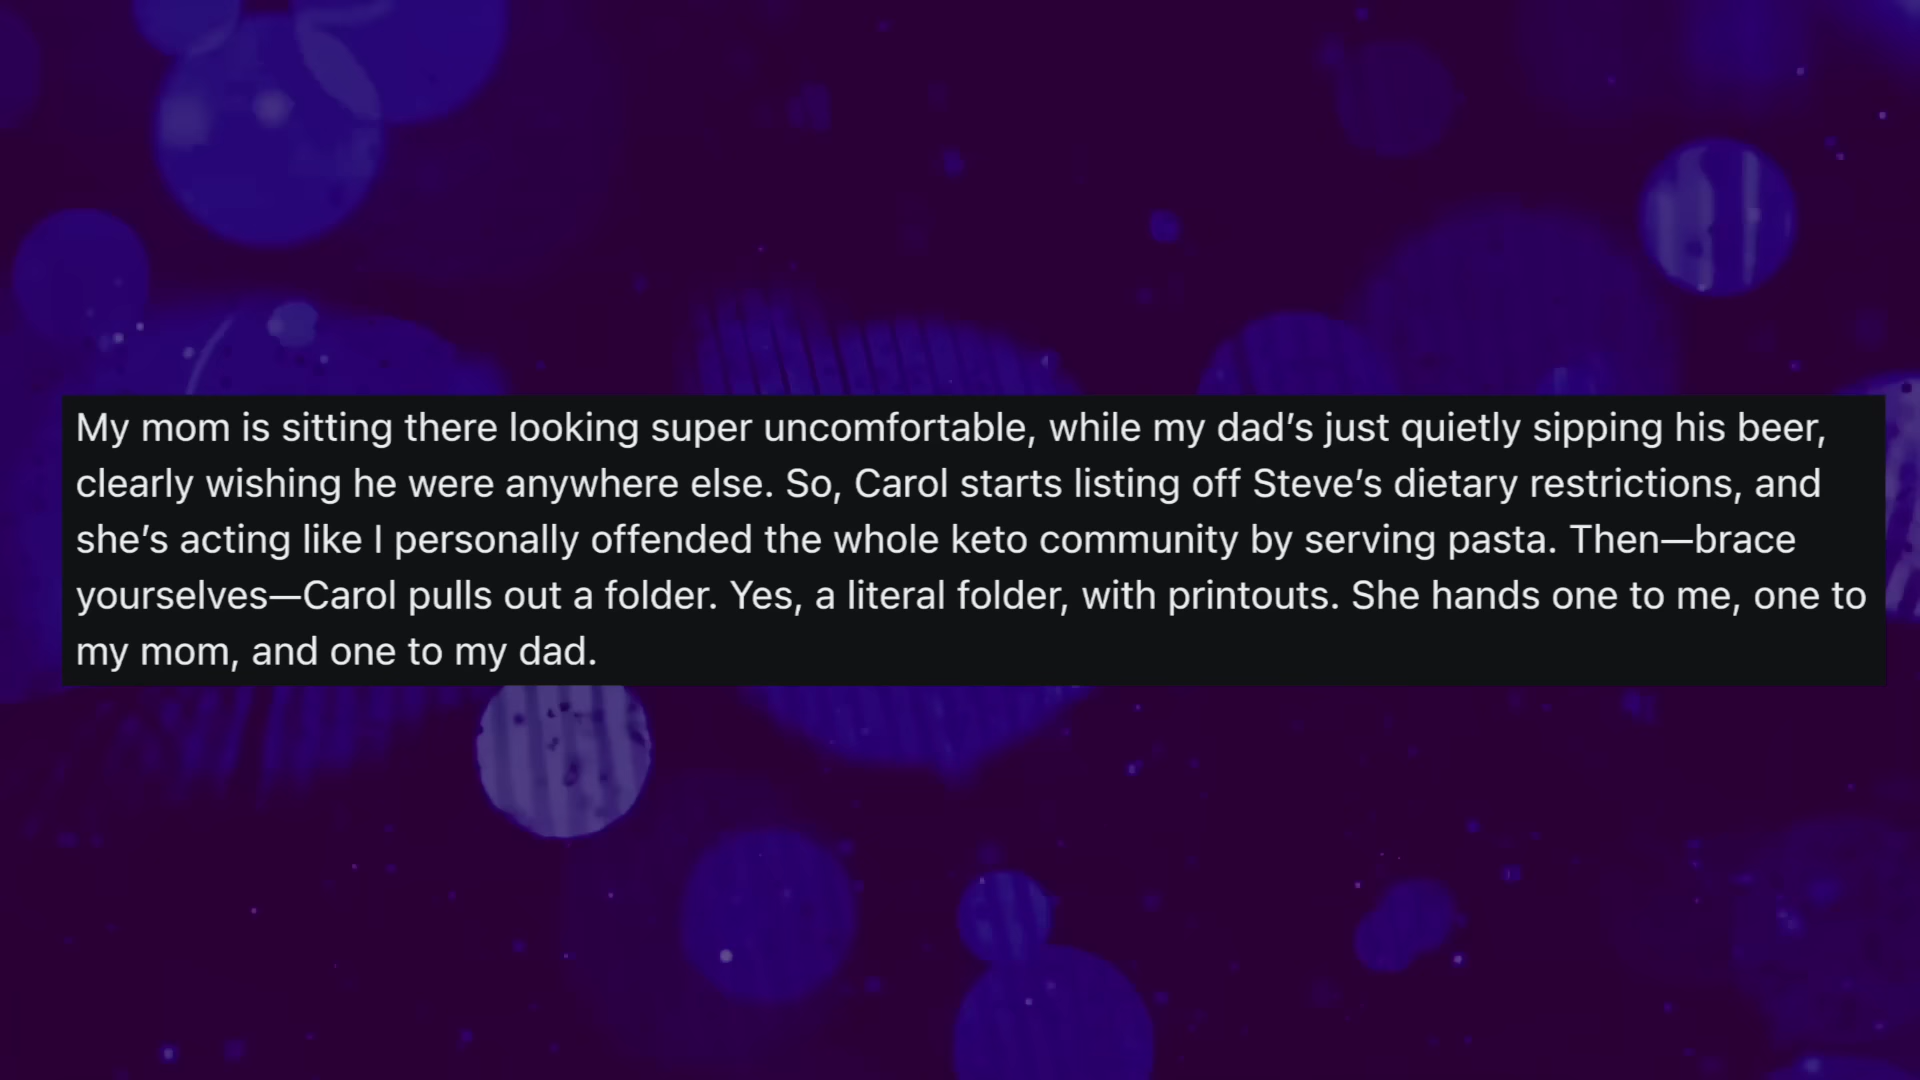 My mom is sitting there looking super uncomfortable, while my dad’s just quietly sipping his beer,
clearly wishing he were anywhere else. So, Carol starts listing off Steve’s dietary restrictions, and
she’s acting like I personally offended the whole keto community by serving pasta. Then—brace
yourselves—Carol pulls out a folder. Yes, a literal folder, with printouts. She hands one to me, one to
my mom, and one to my dad.